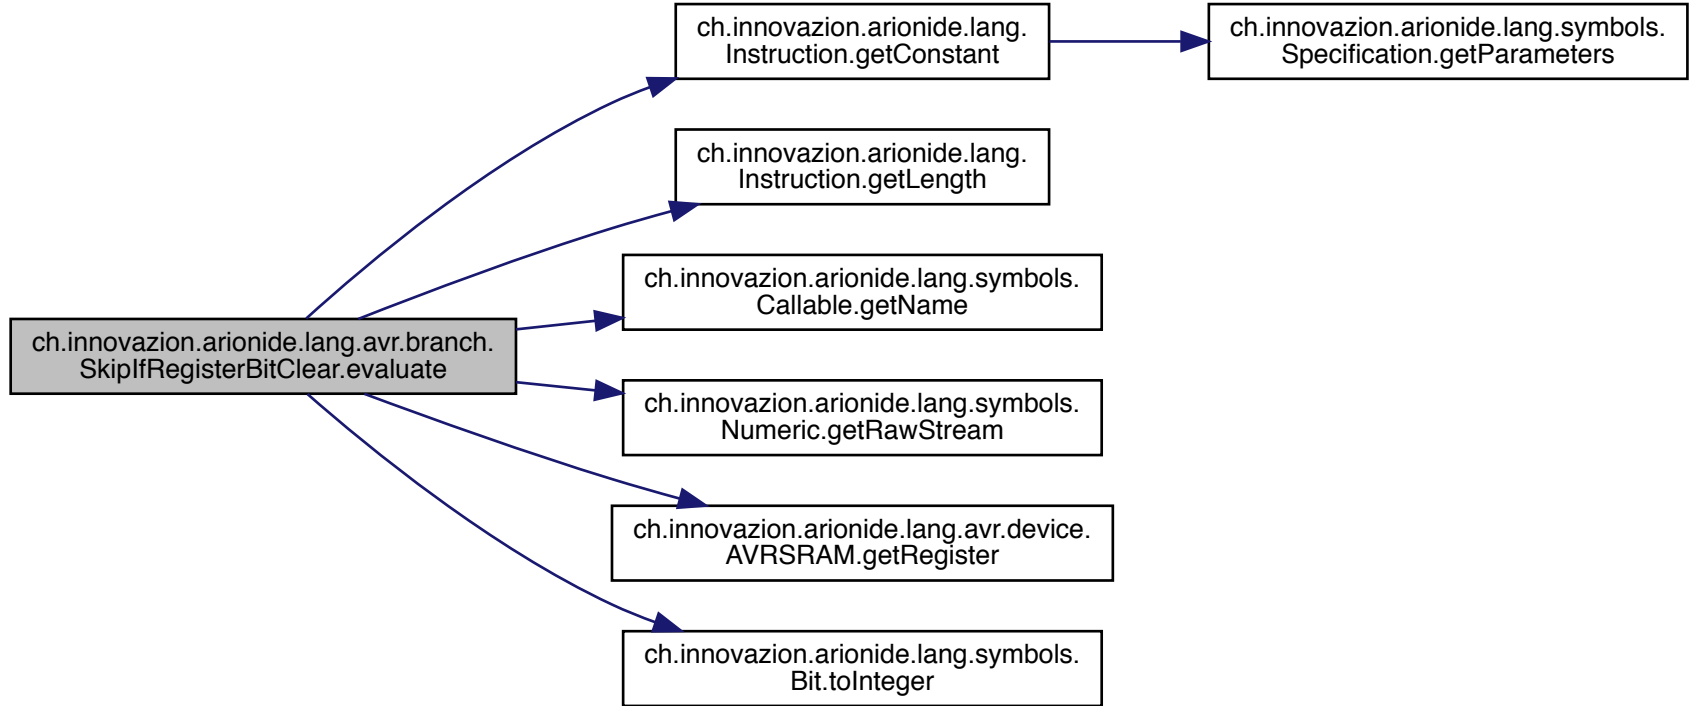 ch.innovazion.arionide.lang.avr.branch.
SkipIfRegisterBitClear.evaluate
ch.innovazion.arionide.lang.
Instruction.getConstant
ch.innovazion.arionide.lang.symbols.
Specification.getParameters
ch.innovazion.arionide.lang.
Instruction.getLength
ch.innovazion.arionide.lang.symbols.
Callable.getName
ch.innovazion.arionide.lang.symbols.
Numeric.getRawStream
ch.innovazion.arionide.lang.avr.device.
AVRSRAM.getRegister
ch.innovazion.arionide.lang.symbols.
Bit.toInteger